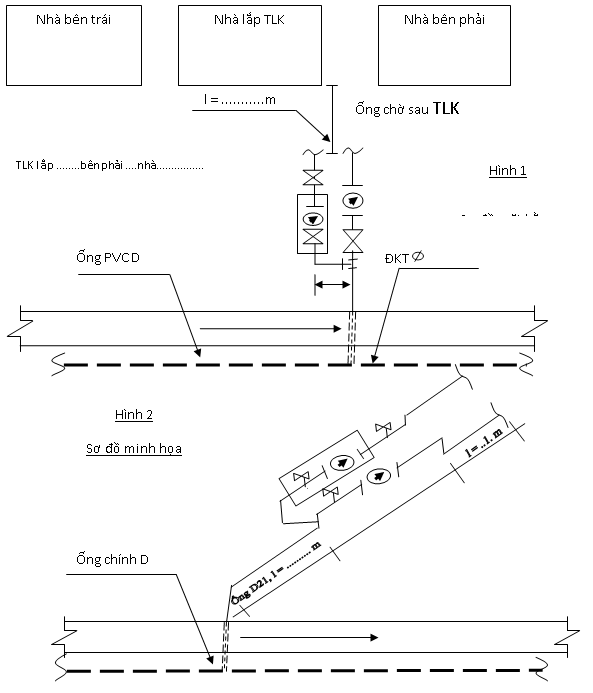 Nhà bên trái
Nhà lắp TLK
Nhà bên phải
l = ...........m
Ống chờ sau TLK
TLK lắp ........bên phải ....nhà................
Hình 1
Ống PVCD
ĐKT Ø
Hình 2
Sơ đồ minh họa
l = ..1. m
Ống chính D
Ống D21, l = .......... m